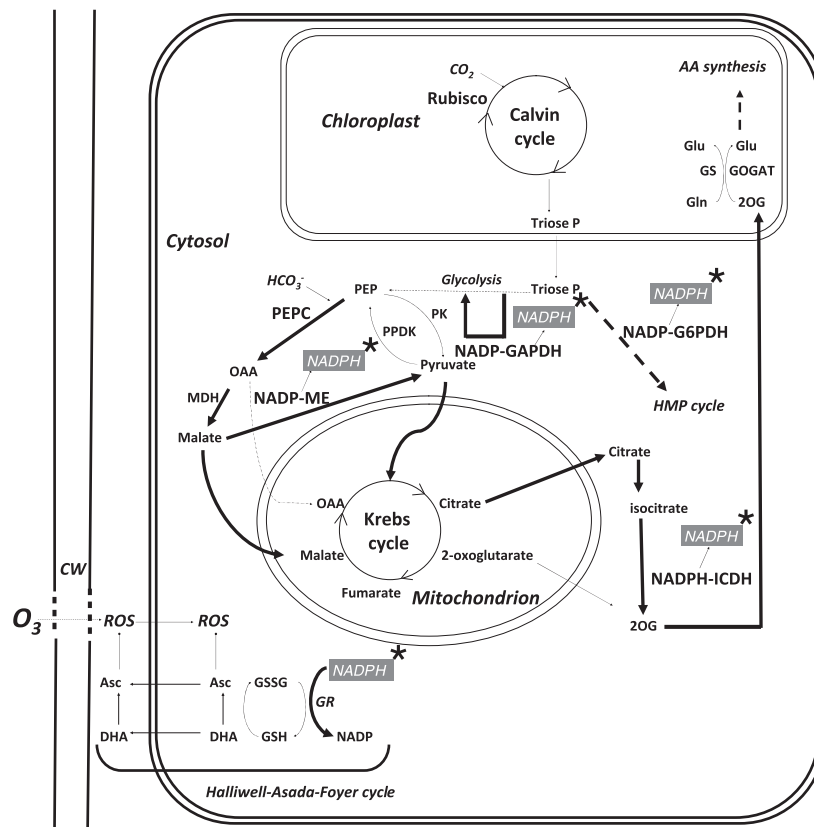 CO2
AA synthesis
Rubisco
Calvin
cycle
Chloroplast
Glu
Glu
GS
GOGAT
Gln
2OG
Triose P
Cytosol
HCO3-
PEP
Glycolysis
Triose P
*
NADPH
*
PEPC
PK
PPDK
NADPH
NADP-G6PDH
NADP-GAPDH
OAA
NADPH
*
Pyruvate
MDH
NADP-ME
HMP cycle
Malate
Citrate
OAA
Citrate
isocitrate
Krebs
cycle
*
NADPH
Malate
2-oxoglutarate
NADPH-ICDH
CW
Fumarate
Mitochondrion
O3
ROS
ROS
2OG
*
NADPH
Asc
Asc
GSSG
GR
DHA
DHA
GSH
NADP
Halliwell-Asada-Foyer cycle